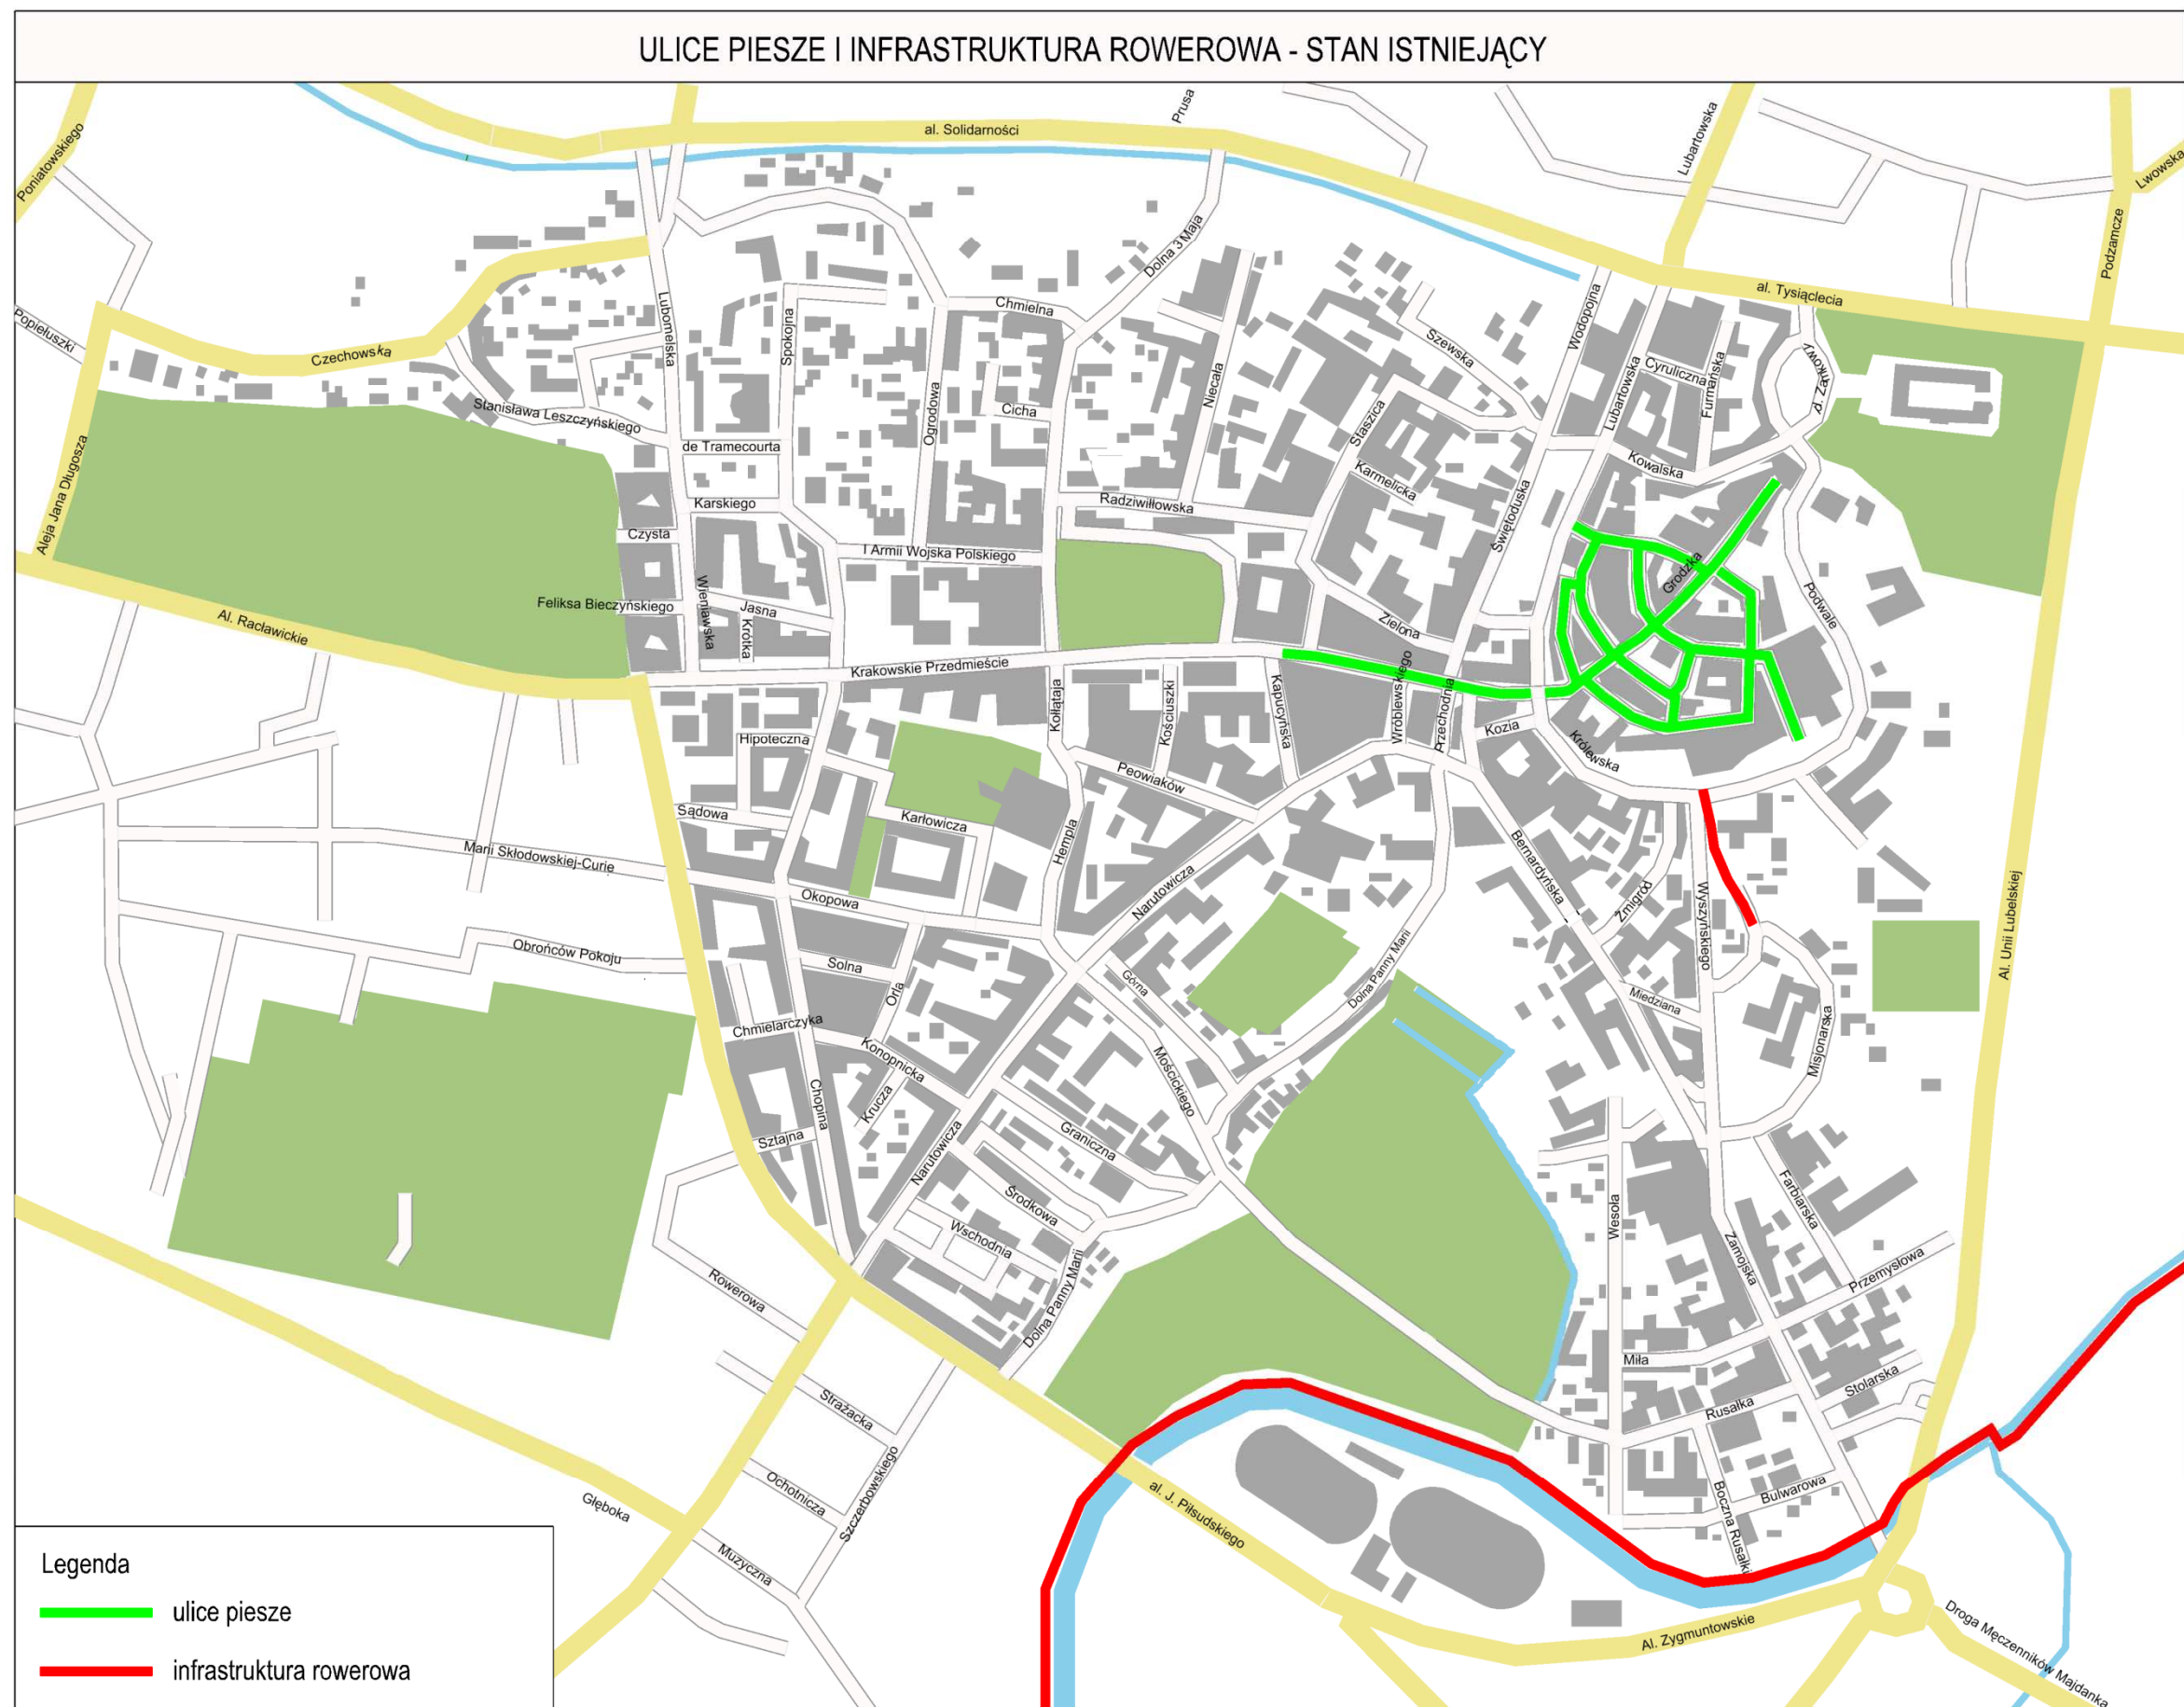 ULICE PIESZE I INFRASTRUKTURA ROWEROWA - STAN ISTNIEJĄCY
Poniatowskiego
al. Solidarności
Prusa
Lubartowska
Lwowska
Podzamcze
Popiełuszki
Czechowska
Lubomelska
Spokojna
Chmielna
Dolna 3 Maja
Niecała
Szewska
Wodopojna
al. Tysiąclecia
Cyruliczna
Furmańska
Lubartowska
pl. Zamkowy
Stanisława Leszczyńskiego
de Tramecourta
Ogrodowa
Cicha
Staszica
Karmelicka
Kowalska
Aleja Jana Długosza
Karskiego
Radziwiłłowska
Świętoduska
Czysta
I Armii Wojska Polskiego
Grodzka
Feliksa Bieczyńskiego
Wieniawska
Jasna
Krótka
Zielona
Podwale
Al. Racławickie
Krakowskie Przedmieście
Kołłątaja
Kościuszki
Kapucyńska
Wróblewskiego
Przechodnia
Kozia
Królewska
Hipoteczna
Peowiaków
Sądowa
Karłowicza
Hempla
Bernardyńska
Marii Skłodowskiej-Curie
Okopowa
Narutowicza
Żmigród
Wyszyńskiego
Al. Unii Lubelskiej
Obrońców Pokoju
Solna
Orla
Górna
Dolna Panny Marii
Miedziana
Misjonarska
Chmielarczyka
Konopnicka
Krucza
Chopina
Mościckiego
Sztajna
Narutowicza
Graniczna
Środkowa
Wschodnia
Dolna Panny Marii
Wesoła
Farbiarska
Zamojska
Przemysłowa
Rowerowa
Miła
Stolarska
Rusałka
Strażacka
Ochotnicza
Szczerbowskiego
Głęboka
al. J. Piłsudskiego
Bulwarowa
Boczna Rusałki
Muzyczna
Al. Zygmuntowskie
Droga Męczenników Majdanka
Legenda
ulice piesze
infrastruktura rowerowa